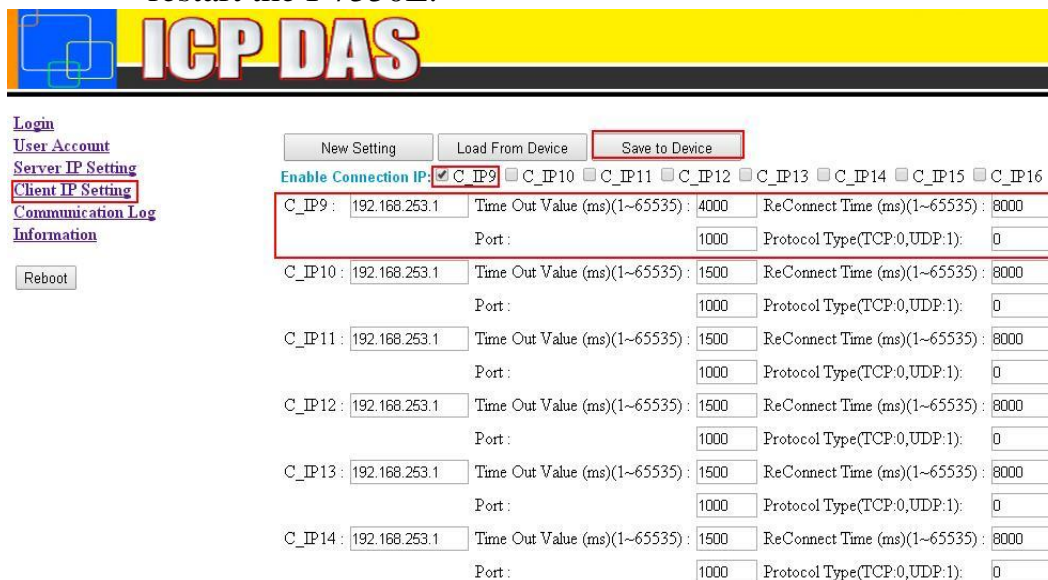 ICP DAS
Login
User Account
Server IP Setting
Client IP Setting
Communication Log
Information
Reboot
New Setting Load From Device Save to Device
Enable Connection IP: C_IP9 C_IP10 C_IP11 C_IP12 C_IP13 C_IP14 C_IP15 C_IP16
C_IP9 : 192.168.253.1 Time Out Value (ms)(1~65535) : 4000 ReConnect Time (ms)(1~65535) : 8000
Port : 1000 Protocol Type(TCP:0,UDP:1): 0
C_IP10 : 192.168.253.1 Time Out Value (ms)(1~65535) : 1500 ReConnect Time (ms)(1~65535) : 8000
Port : 1000 Protocol Type(TCP:0,UDP:1): 0
C_IP11 : 192.168.253.1 Time Out Value (ms)(1~65535) : 1500 ReConnect Time (ms)(1~65535) : 8000
Port : 1000 Protocol Type(TCP:0,UDP:1): 0
C_IP12 : 192.168.253.1 Time Out Value (ms)(1~65535) : 1500 ReConnect Time (ms)(1~65535) : 8000
Port : 1000 Protocol Type(TCP:0,UDP:1): 0
C_IP13 : 192.168.253.1 Time Out Value (ms)(1~65535) : 1500 ReConnect Time (ms)(1~65535) : 8000
Port : 1000 Protocol Type(TCP:0,UDP:1): 0
C_IP14 : 192.168.253.1 Time Out Value (ms)(1~65535) : 1500 ReConnect Time (ms)(1~65535) : 8000
Port : 1000 Protocol Type(TCP:0,UDP:1): 0